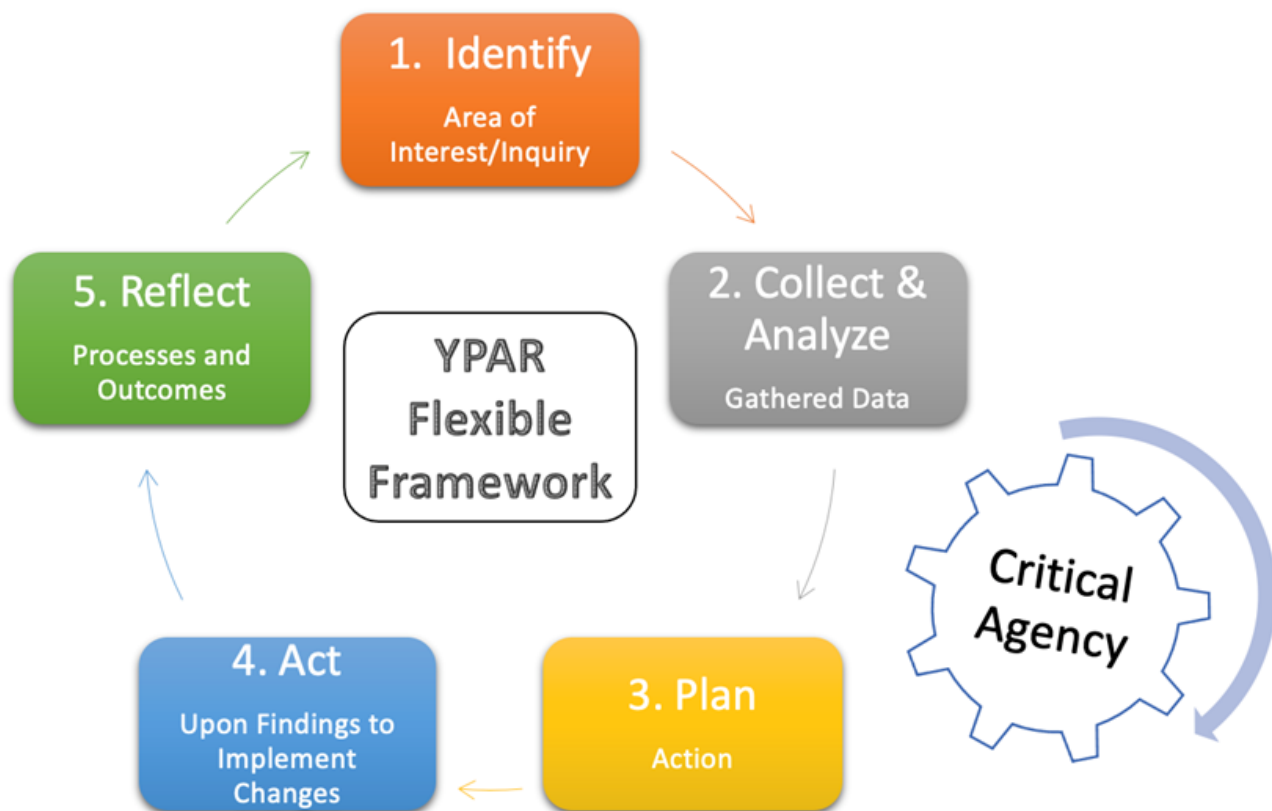 1. Identify
Area of
Interest/Inquiry
2. Collect &
Analyze
Gathered Data
3. Plan
Action
4. Act
Upon Findings to
Implement
Changes
5. Reflect
Processes and
Outcomes
YPAR
Flexible
Framework
Critical
Agency